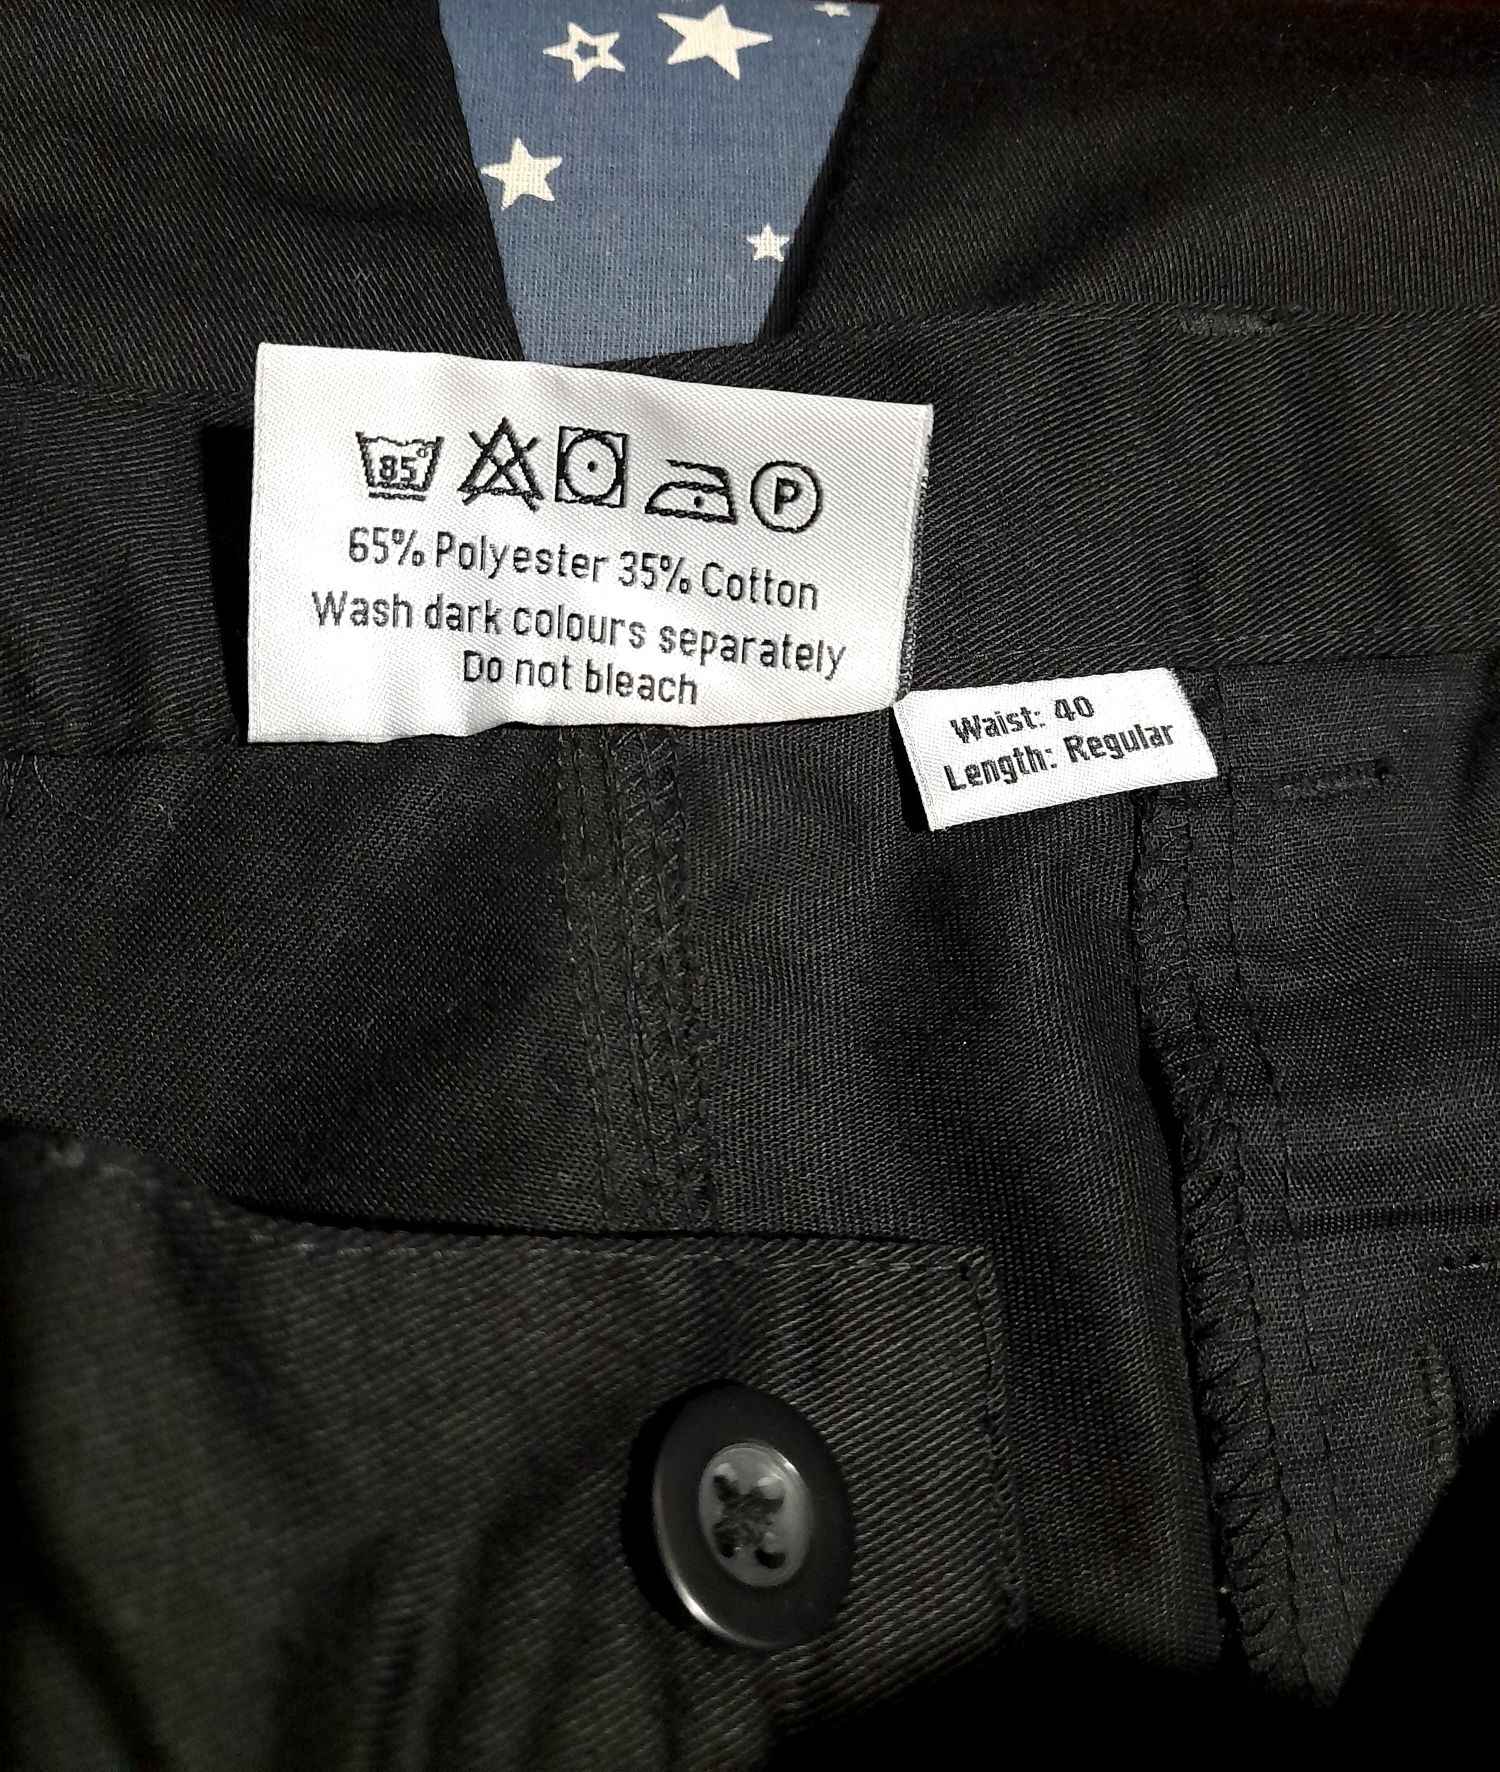 85°
P
65% Polyester 35% Cotton
Wash dark colours separately
Do not bleach
Waist: 40
Length: Regular